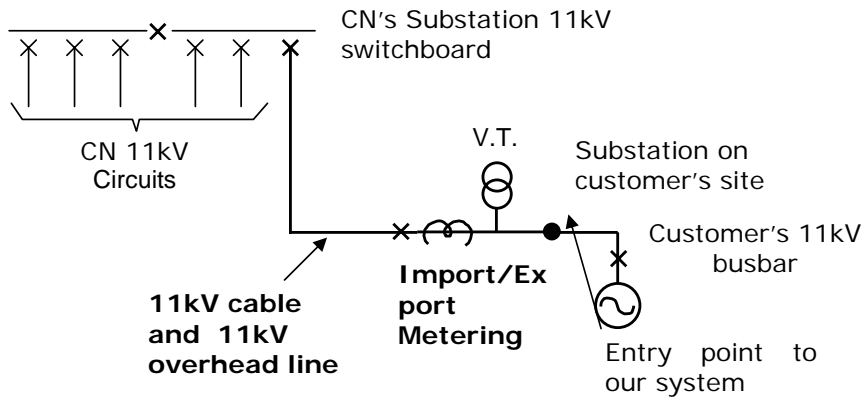 CN's Substation 11kV
switchboard
CN 11kV
Circuits
V.T.
Substation on
customer's site
Customer's 11kV
busbar
Import/Ex
port
Metering
11kV cable
and 11kV
overhead line
Entry point to
our system